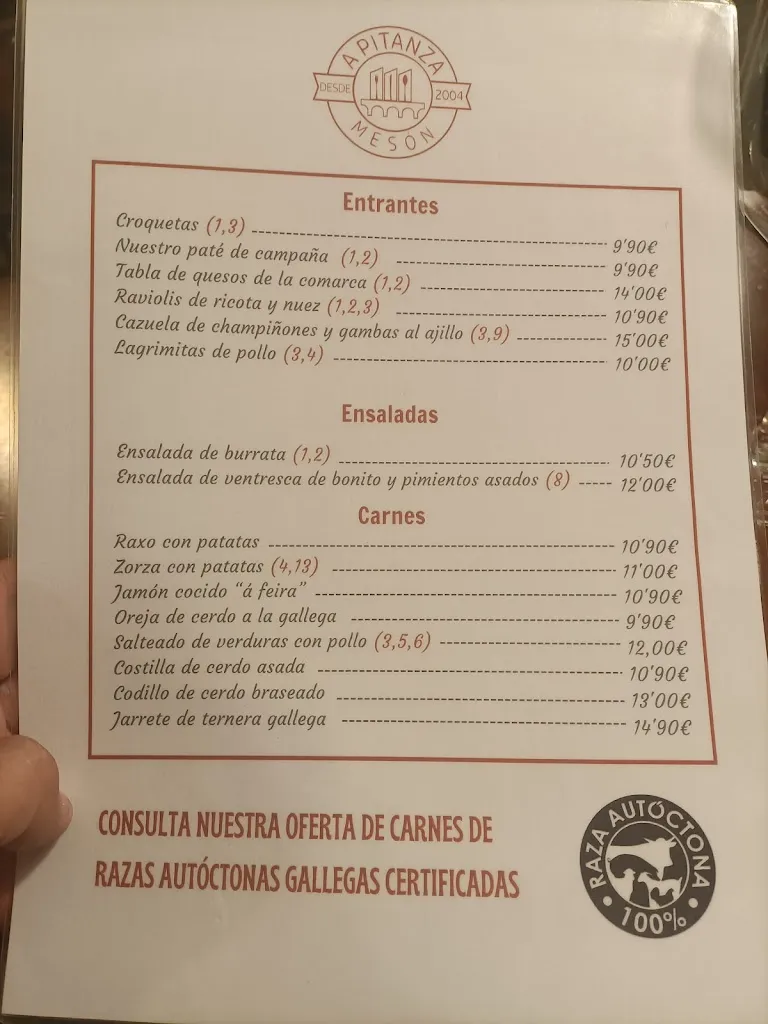 A PITANZA
DESDE 2004
MESÓN
Entrantes
Croquetas (1,3) 9'90€
Nuestro paté de campaña (1,2) 9'90€
Tabla de quesos de la comarca (1,2) 14'00€
Raviolis de ricota y nuez (1,2,3) 10'90€
Cazuela de champiñones y gambas al ajillo (3,9) 15'00€
Lagrimitas de pollo (3,4) 10'00€
Ensaladas
Ensalada de burrata (1,2) 10'50€
Ensalada de ventresca de bonito y pimientos asados (8) 12'00€
Carnes
Raxo con patatas 10'90€
Zorza con patatas (4,13) 11'00€
Jamón cocido “á feira” 10'90€
Oreja de cerdo a la gallega 9'90€
Salteado de verduras con pollo (3,5,6) 12,00€
Costilla de cerdo asada 10'90€
Codillo de cerdo braseado 13'00€
Jarrete de ternera gallega 14'90€
CONSULTA NUESTRA OFERTA DE CARNES DE
RAZAS AUTÓCTONAS GALLEGAS CERTIFICADAS
RAZA AUTÓCTONA
100%